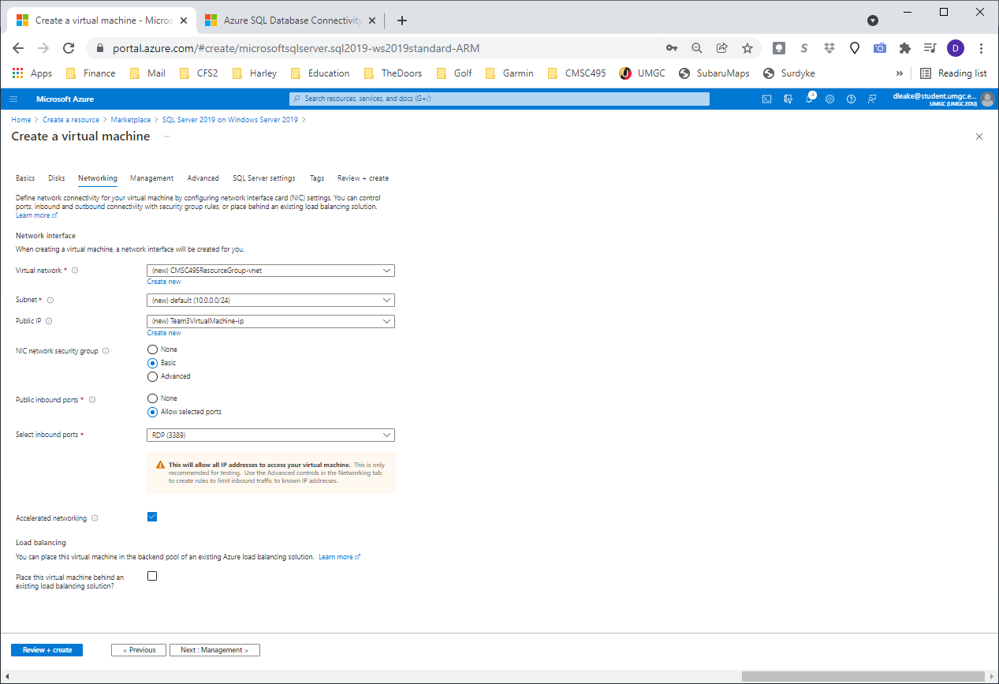 Create a virtual machine - Micros
Azure SQL Database Connectivity
portal.azure.com/#create/microsoftsqlserver.sql2019-ws2019standard-ARM
S
D
Apps Finance Mail CFS2 Harley Education TheDoors Golf Garmin CMSC495 UMGC SubaruMaps Surdyke » Reading list
Microsoft Azure
Search resources, services, and docs (G+/)
4
dleake@student.umgc.e...
UMGC (UMGC.EDU)
Home > Create a resource > Marketplace > SQL Server 2019 on Windows Server 2019 >
Create a virtual machine ...
Basics Disks Networking Management Advanced SQL Server settings Tags Review + create
Define network connectivity for your virtual machine by configuring network interface card (NIC) settings. You can control
ports, inbound and outbound connectivity with security group rules, or place behind an existing load balancing solution.
Learn more
Network interface
When creating a virtual machine, a network interface will be created for you.
Virtual network * (new) CMSC495ResourceGroup-vnet
Create new
Subnet * (new) default (10.0.0.0/24)
Public IP (new) Team3VirtualMachine-ip
Create new
NIC network security group None
Basic
Advanced
Public inbound ports * None
Allow selected ports
Select inbound ports * RDP (3389)
This will allow all IP addresses to access your virtual machine. This is only
recommended for testing. Use the Advanced controls in the Networking tab
to create rules to limit inbound traffic to known IP addresses.
Accelerated networking
Load balancing
You can place this virtual machine in the backend pool of an existing Azure load balancing solution. Learn more
Place this virtual machine behind an
existing load balancing solution?
Review + create < Previous Next : Management >